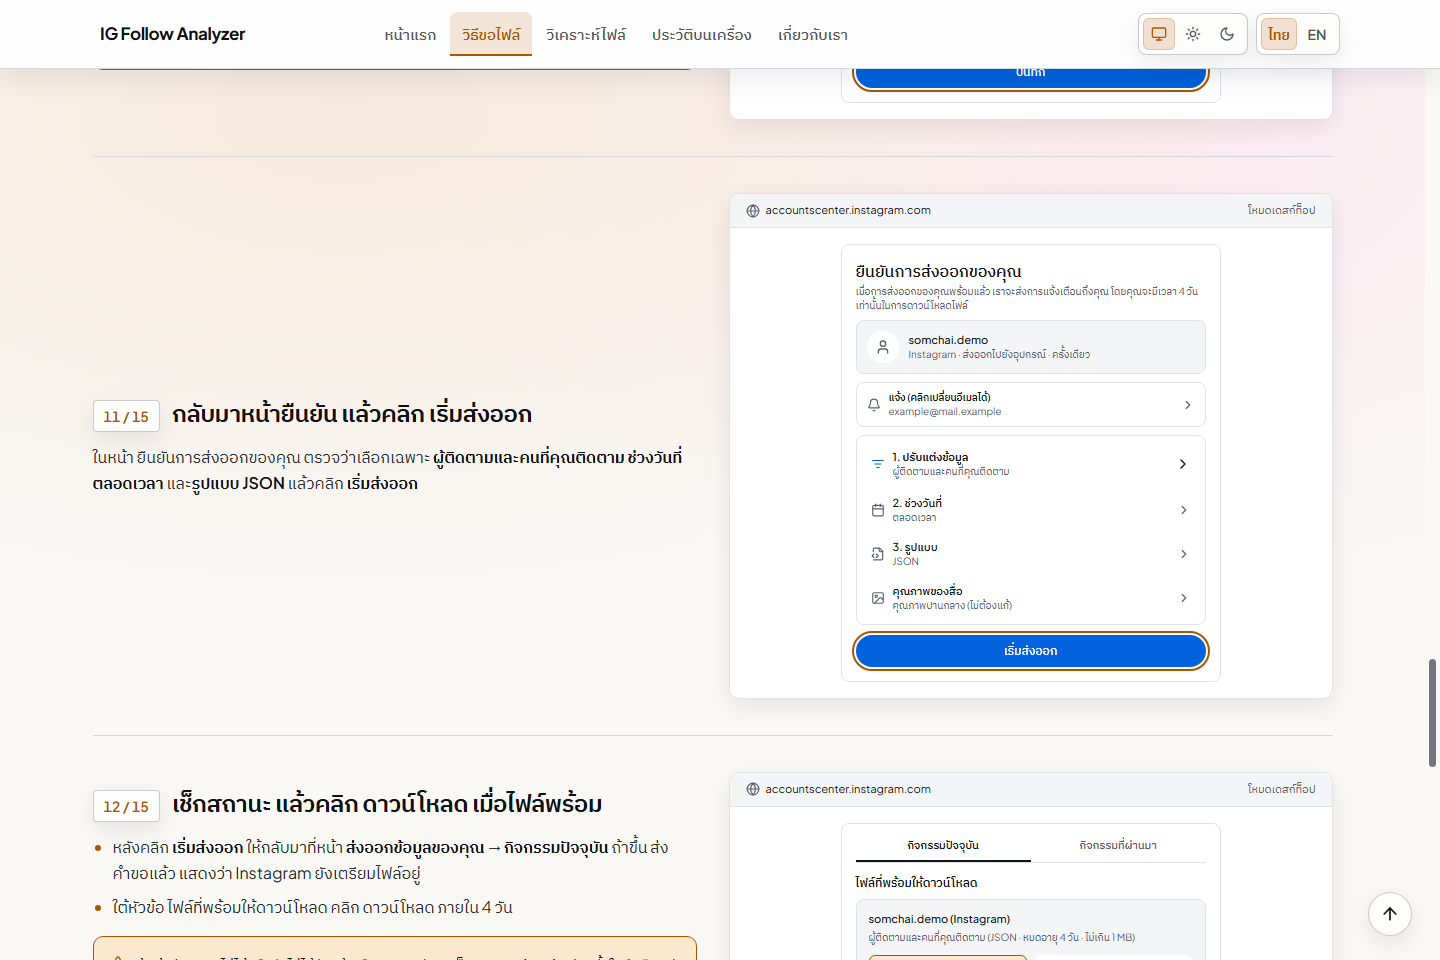 IG Follow Analyzer
หน้าแรก
วิธีขอไฟล์
วิเคราะห์ไฟล์
ประวัติบนเครื่อง
เกี่ยวกับเรา
ไทย
EN
บันทึก
accountscenter.instagram.com
โหมดเดสก์ท็อป
ยืนยันการส่งออกของคุณ
เมื่อการส่งออกของคุณพร้อมแล้ว เราจะส่งการแจ้งเตือนถึงคุณ โดยคุณจะมีเวลา 4 วัน
เท่านั้นในการดาวน์โหลดไฟล์
somchai.demo
Instagram · ส่งออกไปยังอุปกรณ์ · ครั้งเดียว
แจ้ง (คลิกเปลี่ยนอีเมลได้)
example@mail.example
1. ปรับแต่งข้อมูล
ผู้ติดตามและคนที่คุณติดตาม
2. ช่วงวันที่
ตลอดเวลา
3. รูปแบบ
JSON
คุณภาพของสื่อ
คุณภาพปานกลาง (ไม่ต้องแก้)
เริ่มส่งออก
11/15
กลับมาหน้ายืนยัน แล้วคลิก เริ่มส่งออก
ในหน้า ยืนยันการส่งออกของคุณ ตรวจว่าเลือกเฉพาะ ผู้ติดตามและคนที่คุณติดตาม ช่วงวันที่
ตลอดเวลา และรูปแบบ JSON แล้วคลิก เริ่มส่งออก
12/15
เช็กสถานะ แล้วคลิก ดาวน์โหลด เมื่อไฟล์พร้อม
หลังคลิก เริ่มส่งออก ให้กลับมาที่หน้า ส่งออกข้อมูลของคุณ → กิจกรรมปัจจุบัน ถ้าขึ้น ส่ง
คำขอแล้ว แสดงว่า Instagram ยังเตรียมไฟล์อยู่
ใต้หัวข้อ ไฟล์ที่พร้อมให้ดาวน์โหลด คลิก ดาวน์โหลด ภายใน 4 วัน
accountscenter.instagram.com
โหมดเดสก์ท็อป
กิจกรรมปัจจุบัน
กิจกรรมที่ผ่านมา
ไฟล์ที่พร้อมให้ดาวน์โหลด
somchai.demo (Instagram)
ผู้ติดตามและคนที่คุณติดตาม (JSON · หมดอายุ 4 วัน · ไม่เกิน 1 MB)